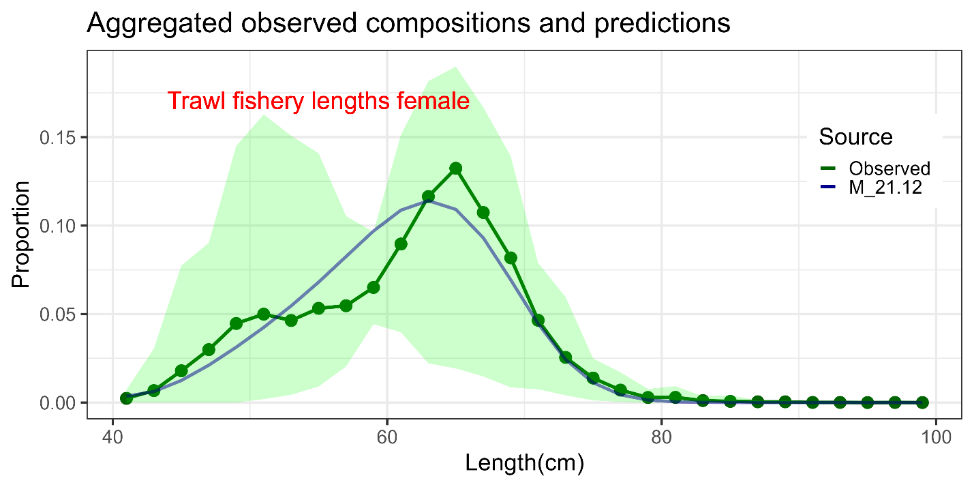 Aggregated observed compositions and predictions
Trawl fishery lengths female
Source
Observed
M_21.12
Proportion
0.15
0.10
0.05
0.00
40
60
80
100
Length(cm)